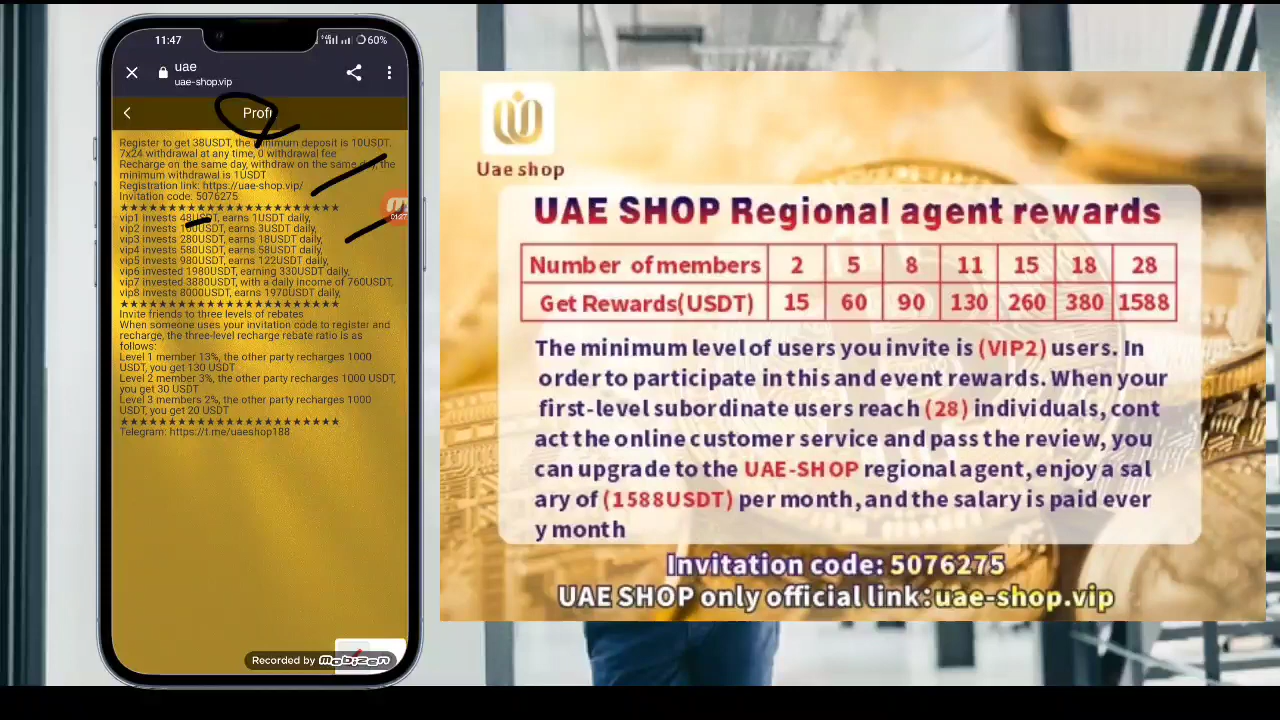 11:47
60%
uae
uae-shop.vip
Register to get 38USDT, the minimum deposit is 10USDT.
7x24 withdrawal at any time, 0 withdrawal fee
Recharge on the same day, withdraw on the same day, the
minimum withdrawal is 1USDT
Registration link: https://uae-shop.vip/
Invitation code: 5076275
★★★★★★★★★★★★★★★★★★★★★★
vip1 invests 48USDT, earns 1USDT daily,
vip2 invests earns 3USDT daily,
vip3 invests 280USDT, earns 18USDT daily,
vip4 invests 580USDT, earns 58USDT daily,
vip5 invests 980USDT, earns 122USDT daily,
vip6 invested 1980USDT, earning 330USDT daily,
vip7 invested 3880USDT, with a daily income of 760USDT,
vip8 invests 8000USDT, earns 1970USDT daily,
★★★★★★★★★★★★★★★★★★★★★★
Invite friends to three levels of rebates
When someone uses your invitation code to register and
recharge, the three-level recharge rebate ratio is as
follows:
Level 1 member 13%, the other party recharges 1000
USDT, you get 130 USDT
Level 2 member 3%, the other party recharges 1000 USDT,
you get 30 USDT
Level 3 member 2%, the other party recharges 1000
USDT, you get 20 USDT
★★★★★★★★★★★★★★★★★★★★★★
Telegram: https://t.me/uaeshop188
01:27
Recorded by mobizen
Uae shop
UAE SHOP Regional agent rewards
Number of members 2 5 8 11 15 18 28
Get Rewards(USDT) 15 60 90 130 260 380 1588
The minimum level of users you invite is (VIP2) users. In
order to participate in this and event rewards. When your
first-level subordinate users reach (28) individuals, cont
act the online customer service and pass the review, you
can upgrade to the UAE-SHOP regional agent, enjoy a sal
ary of (1588USDT) per month, and the salary is paid ever
y month
Invitation code: 5076275
UAE SHOP only official link:uae-shop.vip